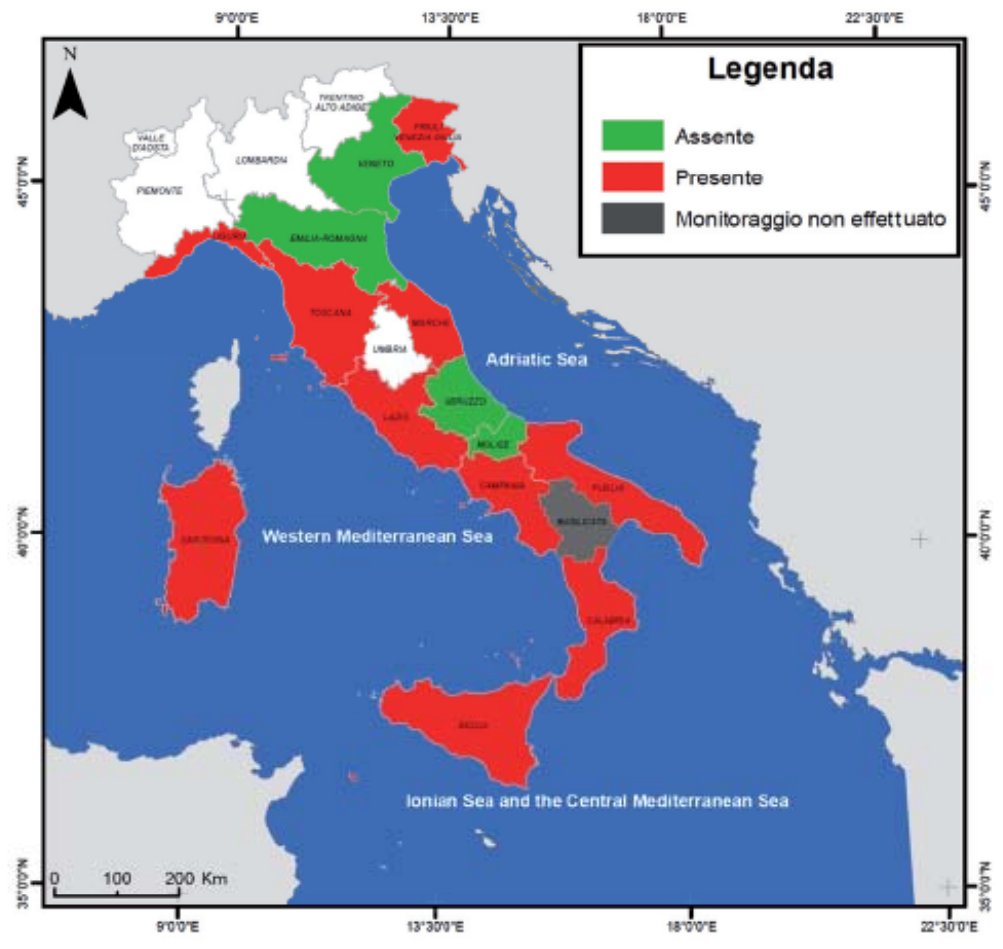 9°0'0"E
13°30'0"E
18°0'0"E
22°30'0"E
N
Legenda
Assente
Presente
Monitoraggio non effettuato
TRENTINO-
ALTO ADIGE
FRIULI
VENEZIA GIULIA
VALLE
D'AOSTA
LOMBARDIA
VENETO
PIEMONTE
45°0'0"N
45°0'0"N
LIGURIA
EMILIA-ROMAGNA
TOSCANA
MARCHE
UMBRIA
Adriatic Sea
ABRUZZO
LAZIO
MOLISE
CAMPANIA
PUGLIA
BASILICATA
40°0'0"N
40°0'0"N
SARDEGNA
Western Mediterranean Sea
CALABRIA
SICILIA
Ionian Sea and the Central Mediterranean Sea
0 100 200 Km
35°0'0"N
35°0'0"N
9°0'0"E
13°30'0"E
18°0'0"E
22°30'0"E